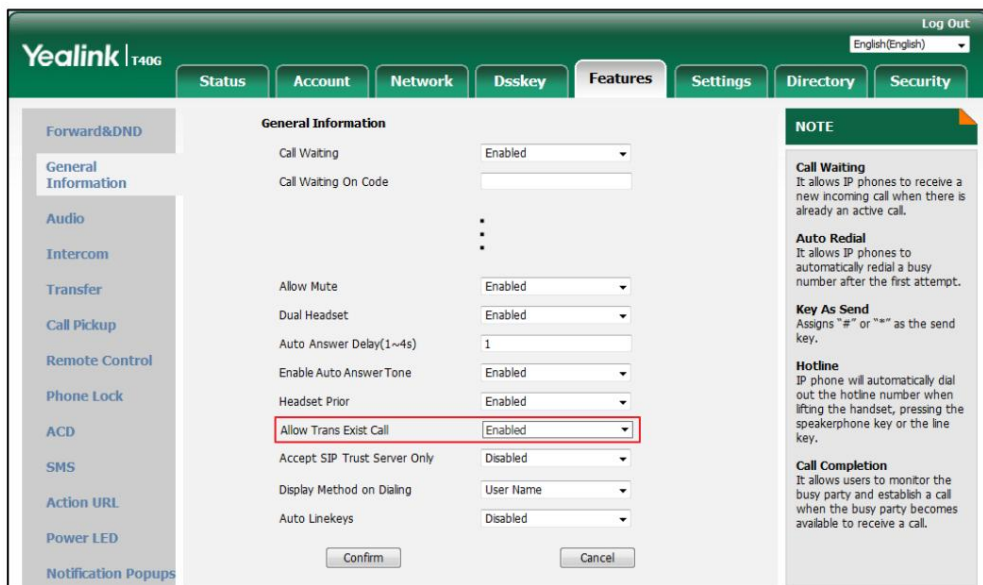 Log Out
Yealink T40G
English(English)
Status Account Network Dsskey Features Settings Directory Security
Forward&DND
General
Information
Audio
Intercom
Transfer
Call Pickup
Remote Control
Phone Lock
ACD
SMS
Action URL
Power LED
Notification Popups
General Information
Call Waiting Enabled
Call Waiting On Code
Allow Mute Enabled
Dual Headset Enabled
Auto Answer Delay(1~4s) 1
Enable Auto Answer Tone Enabled
Headset Prior Enabled
Allow Trans Exist Call Enabled
Accept SIP Trust Server Only Disabled
Display Method on Dialing User Name
Auto Linekeys Disabled
Confirm Cancel
NOTE
Call Waiting
It allows IP phones to receive a
new incoming call when there is
already an active call.
Auto Redial
It allows IP phones to
automatically redial a busy
number after the first attempt.
Key As Send
Assigns "#" or "*" as the send
key.
Hotline
IP phone will automatically dial
out the hotline number when
lifting the handset, pressing the
speakerphone key or the line
key.
Call Completion
It allows users to monitor the
busy party and establish a call
when the busy party becomes
available to receive a call.